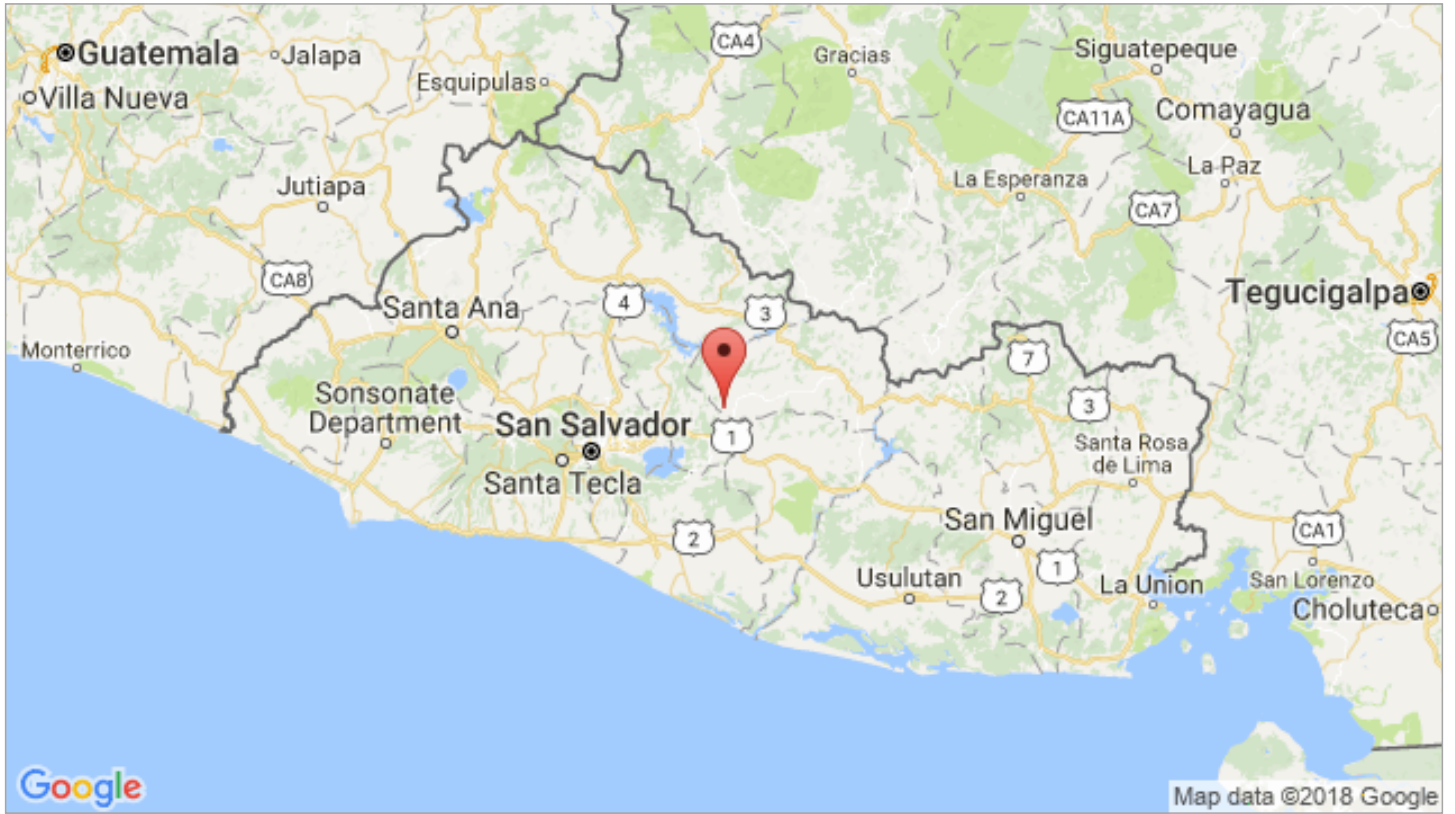 Guatemala
Jalapa
CA4
Gracias
Siguatepeque
Esquipulas
Villa Nueva
CA11A
Comayagua
Jutiapa
La Esperanza
La Paz
CA7
CA8
Tegucigalpa
Santa Ana
4
3
CA5
Monterrico
7
Sonsonate
Department
3
San Salvador
1
Santa Rosa
de Lima
Santa Tecla
San Miguel
CA1
2
1
Usulutan
2
La Union
San Lorenzo
Choluteca
Google
Map data ©2018 Google